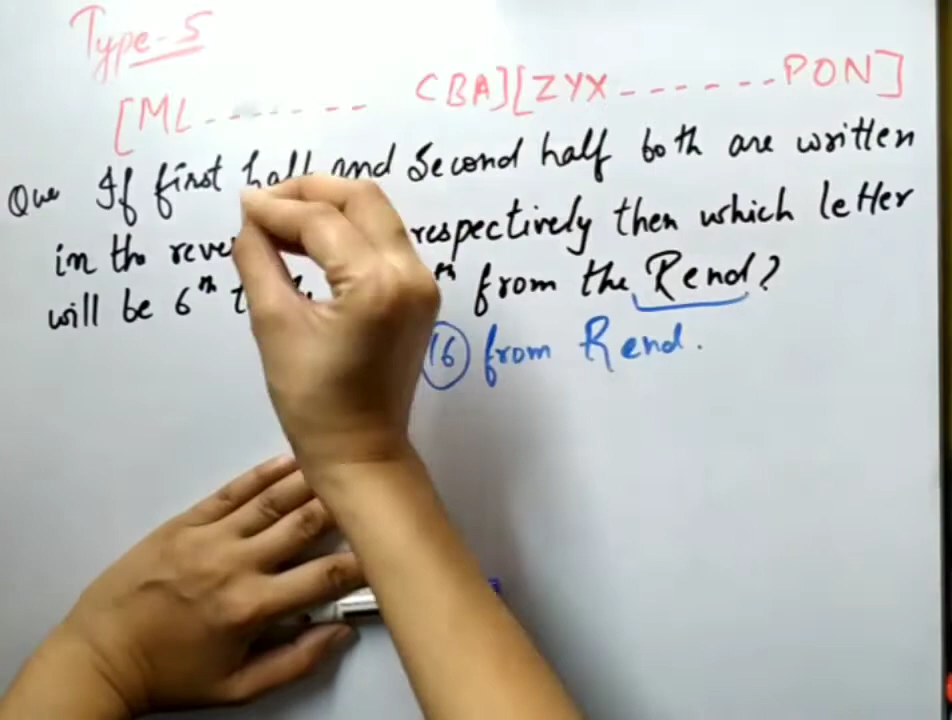 Type-5
[ML....... CBA][ZYX.......PON]
Que If first half and Second half both are written
in the respectively then which letter
will be 6th th from the Rend?
16 from Rend.